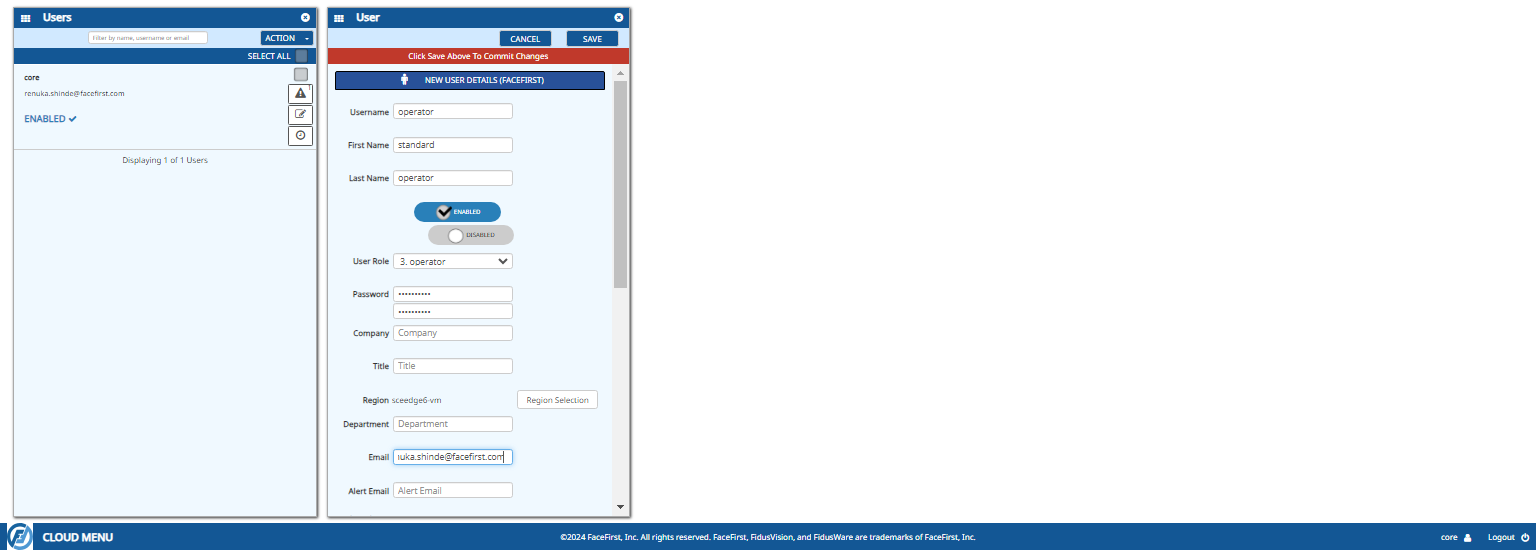 Users
Filter by name, username or email
ACTION
SELECT ALL
core
renuka.shinde@facefirst.com
ENABLED
Displaying 1 of 1 Users
User
CANCEL
SAVE
Click Save Above To Commit Changes
NEW USER DETAILS (FACEFIRST)
Username operator
First Name standard
Last Name operator
ENABLED
DISABLED
User Role 3. operator
Password ••••••••••
••••••••••
Company Company
Title Title
Region sceedge6-vm Region Selection
Department Department
Email uka.shinde@facefirst.com
Alert Email Alert Email
CLOUD MENU
©2024 FaceFirst, Inc. All rights reserved. FaceFirst, FidusVision, and FidusWare are trademarks of FaceFirst, Inc.
core
Logout